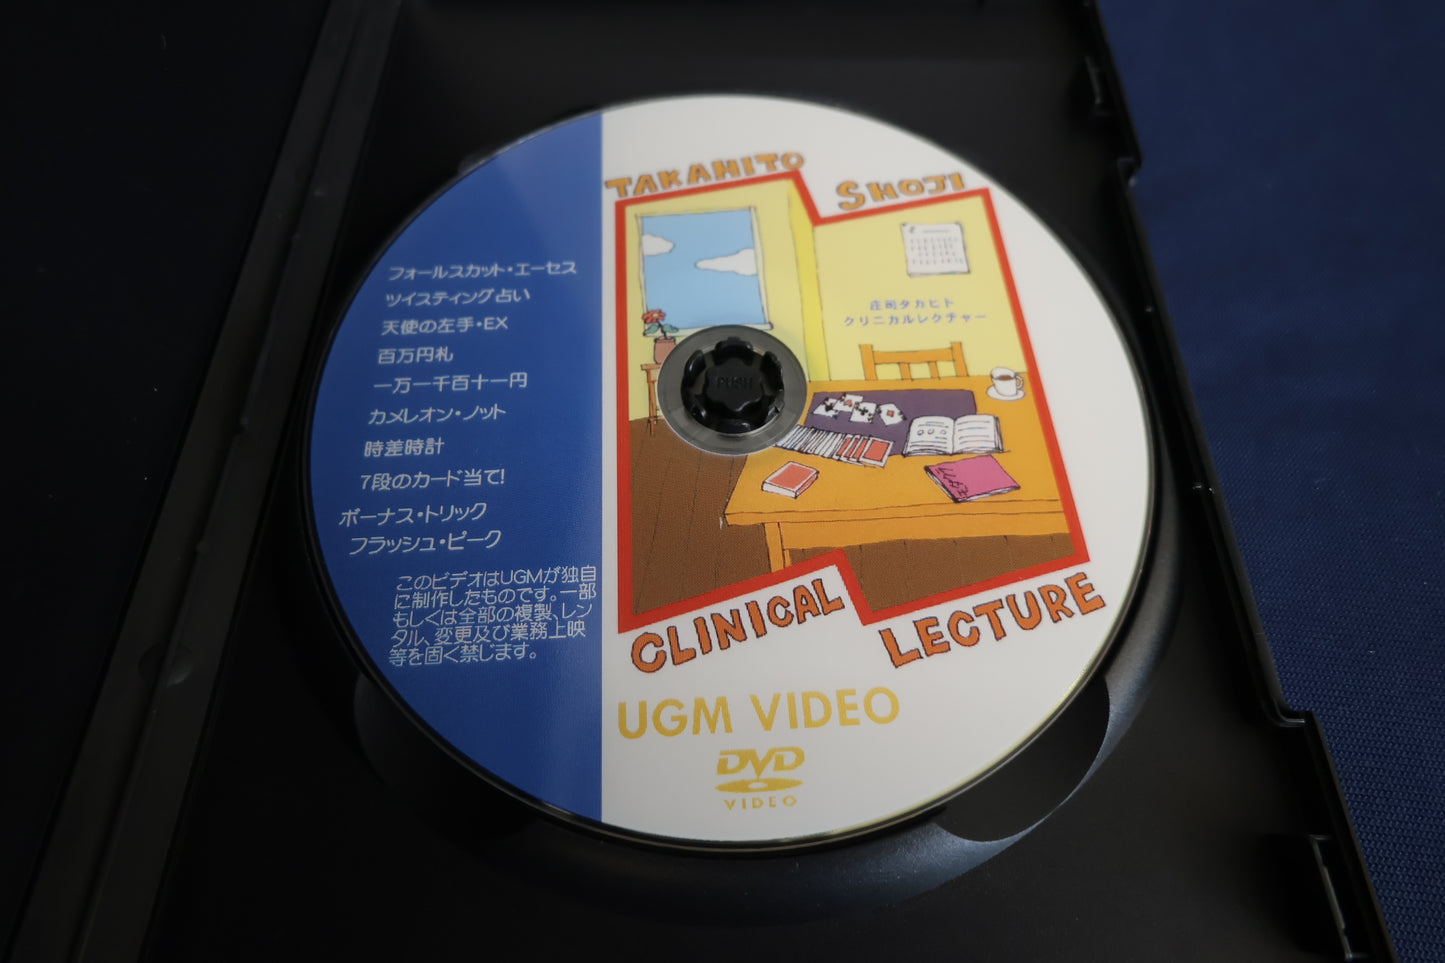 TAKAHITO
SHOJI
庄司タカヒト
クリニカルレクチャー
フォールスカット・エーセス
ツイスティング占い
天使の左手・EX
百万円札
一万一千百十一円
カメレオン・ノット
時差時計
7段のカード当て!
ボーナス・トリック
フラッシュ・ピーク
このビデオはUGMが独自
に制作したものです。一部
もしくは全部の複製、レン
タル、変更及び業務上映
等を固く禁じます。
PUSH
CLINICAL
LECTURE
UGM VIDEO
DVD
VIDEO